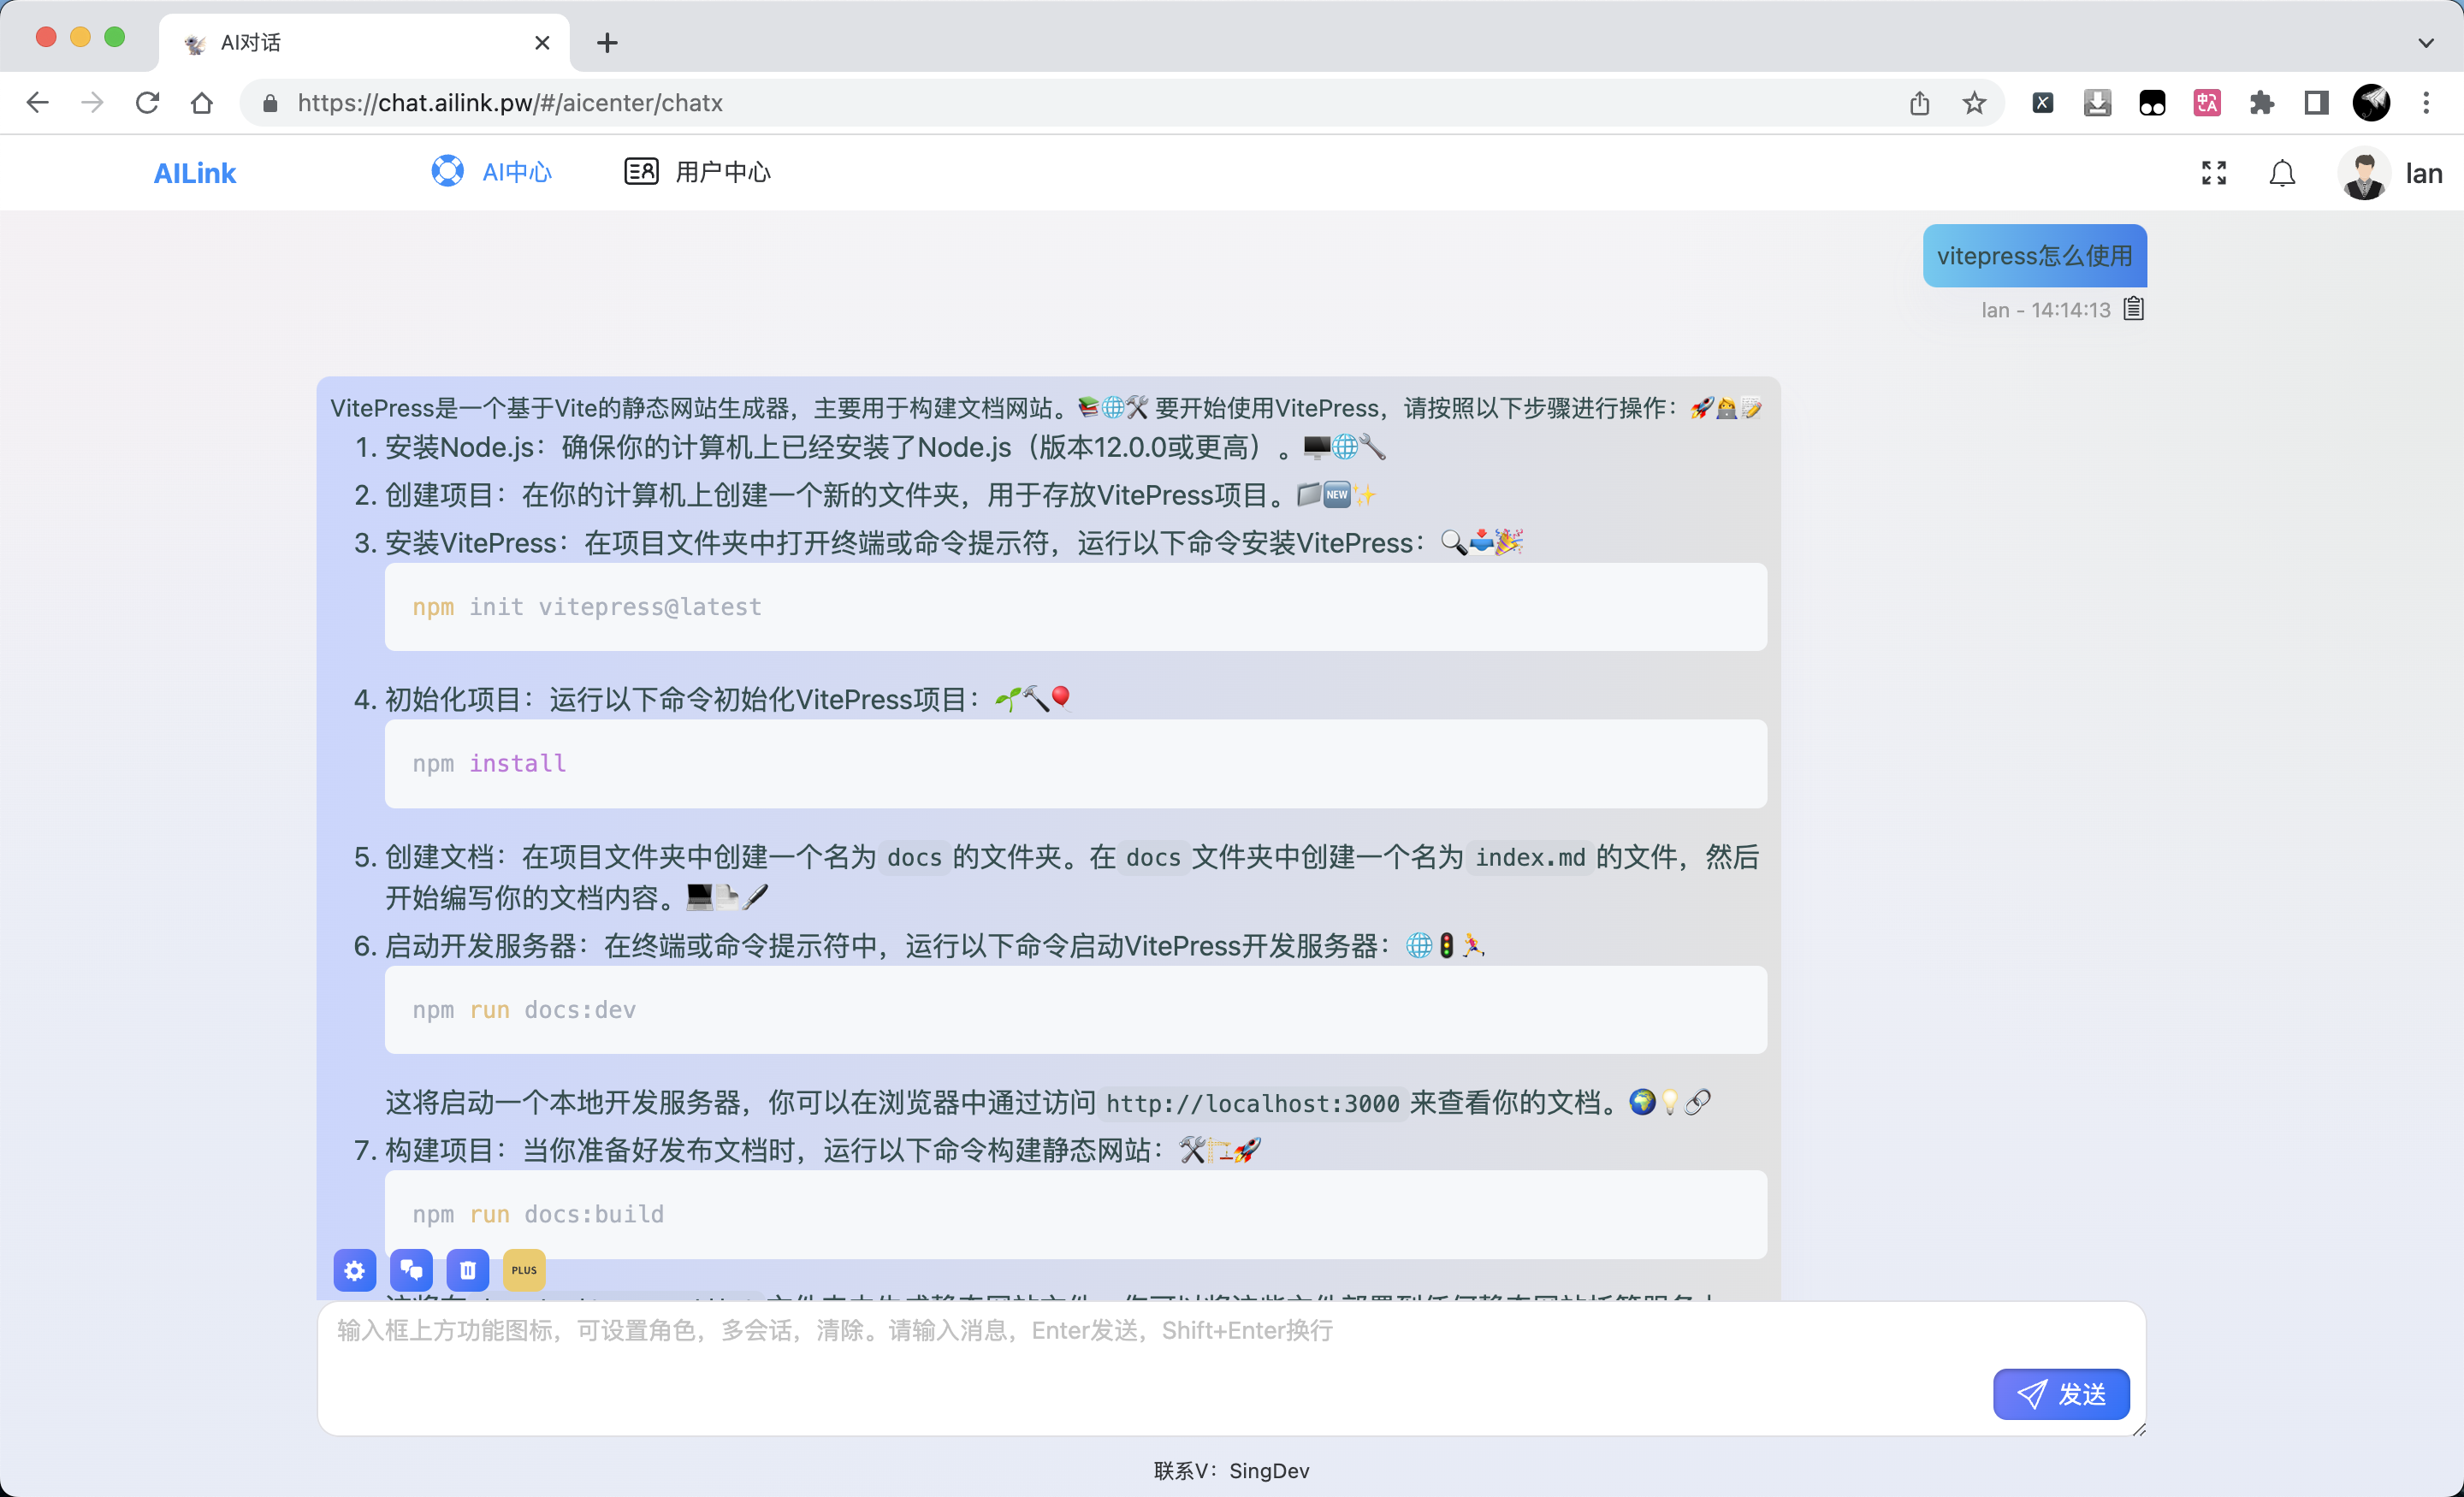 AI对话
https://chat.ailink.pw/#/aicenter/chatx
AILink
AI中心
用户中心
lan
vitepress怎么使用
lan - 14:14:13
VitePress是一个基于Vite的静态网站生成器，主要用于构建文档网站。📚🌐🛠️ 要开始使用VitePress，请按照以下步骤进行操作：🚀👩‍💻📝
1. 安装Node.js：确保你的计算机上已经安装了Node.js（版本12.0.0或更高）。🖥️🌐🔧
2. 创建项目：在你的计算机上创建一个新的文件夹，用于存放VitePress项目。📁🆕✨
3. 安装VitePress：在项目文件夹中打开终端或命令提示符，运行以下命令安装VitePress：🔍📥🎉
npm init vitepress@latest
4. 初始化项目：运行以下命令初始化VitePress项目：🌱🔨🎈
npm install
5. 创建文档：在项目文件夹中创建一个名为 docs 的文件夹。在 docs 文件夹中创建一个名为 index.md 的文件，然后
开始编写你的文档内容。💻📄🖋️
6. 启动开发服务器：在终端或命令提示符中，运行以下命令启动VitePress开发服务器：🌐🚦🏃‍♀️
npm run docs:dev
这将启动一个本地开发服务器，你可以在浏览器中通过访问 http://localhost:3000 来查看你的文档。🌍💡🔗
7. 构建项目：当你准备好发布文档时，运行以下命令构建静态网站：🛠️🏗️🚀
npm run docs:build
PLUS
输入框上方功能图标，可设置角色，多会话，清除。请输入消息，Enter发送，Shift+Enter换行
发送
联系V：SingDev